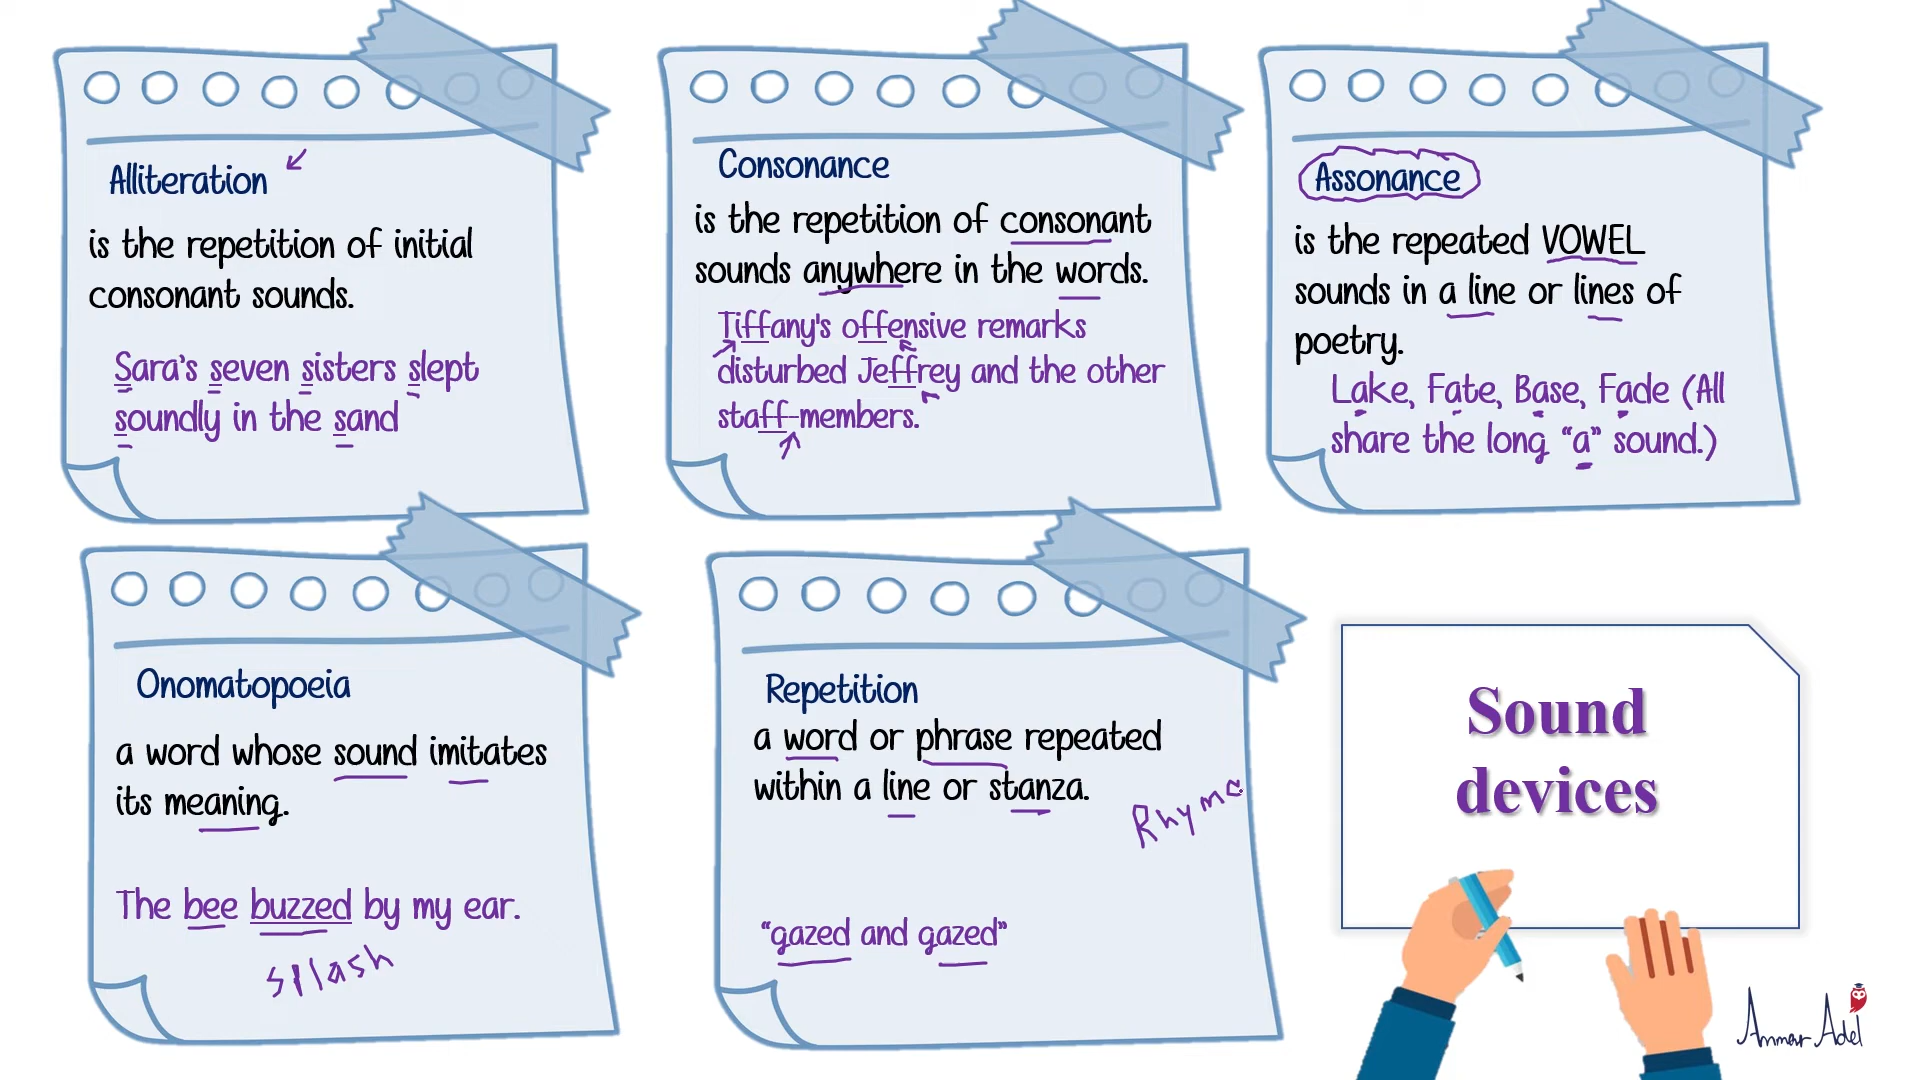 Alliteration
is the repetition of initial
consonant sounds.
Sara's seven sisters slept
soundly in the sand
Consonance
is the repetition of consonant
sounds anywhere in the words.
Tiffany's offensive remarks
disturbed Jeffrey and the other
staff-members.
Assonance
is the repeated VOWEL
sounds in a line or lines of
poetry.
Lake, Fate, Base, Fade (All
share the long “a” sound.)
Onomatopoeia
a word whose sound imitates
its meaning.
The bee buzzed by my ear.
splash
Repetition
a word or phrase repeated
within a line or stanza.
Rhyme
“gazed and gazed”
Sound
devices
Ammar Adel